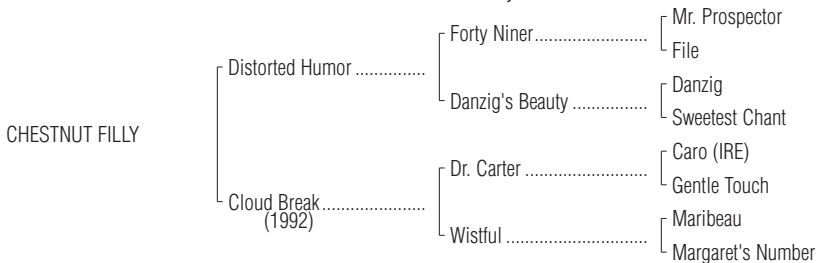 Mr. Prospector
Forty Niner
File
Distorted Humor
Danzig
Danzig's Beauty
Sweetest Chant
CHESTNUT FILLY
Caro (IRE)
Dr. Carter
Gentle Touch
Cloud Break
(1992)
Maribeau
Wistful
Margaret's Number